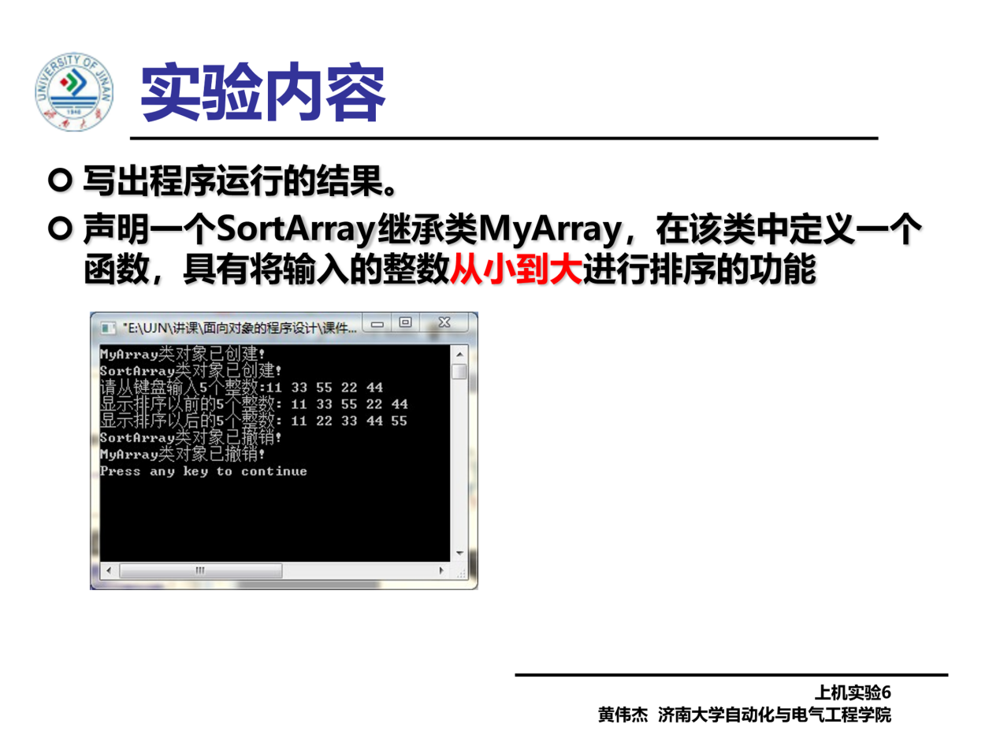 UNIVERSITY OF JINAN
1948
实验内容
写出程序运行的结果。
声明一个SortArray继承类MyArray，在该类中定义一个
函数，具有将输入的整数从小到大进行排序的功能
"E:\UJN\讲课\面向对象的程序设计\课件...
MyArray类对象已创建!
SortArray类对象已创建!
请从键盘输入5个整数:11 33 55 22 44
显示排序以前的5个整数: 11 33 55 22 44
显示排序以后的5个整数: 11 22 33 44 55
SortArray类对象已撤销!
MyArray类对象已撤销!
Press any key to continue
上机实验6
黄伟杰 济南大学自动化与电气工程学院